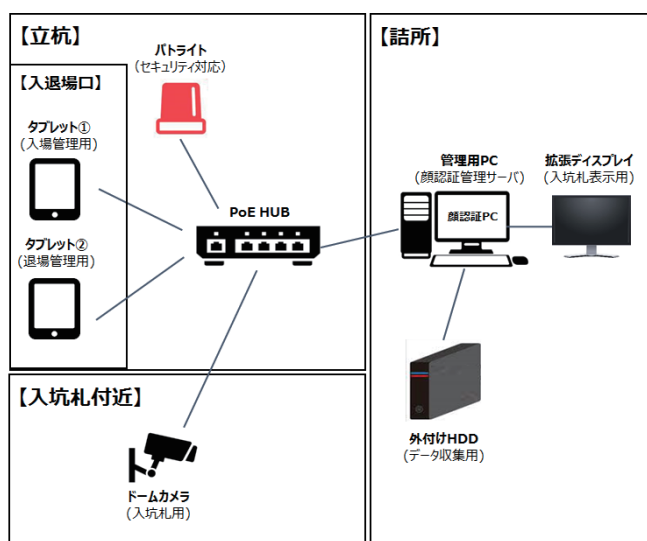 【立杭】
パトライト
(セキュリティ対応)
【入退場口】
タブレット①
(入場管理用)
タブレット②
(退場管理用)
PoE HUB
【詰所】
管理用PC
(顔認証管理サーバ)
顔認証PC
拡張ディスプレイ
(入坑札表示用)
外付けHDD
(データ収集用)
【入坑札付近】
ドームカメラ
(入坑札用)